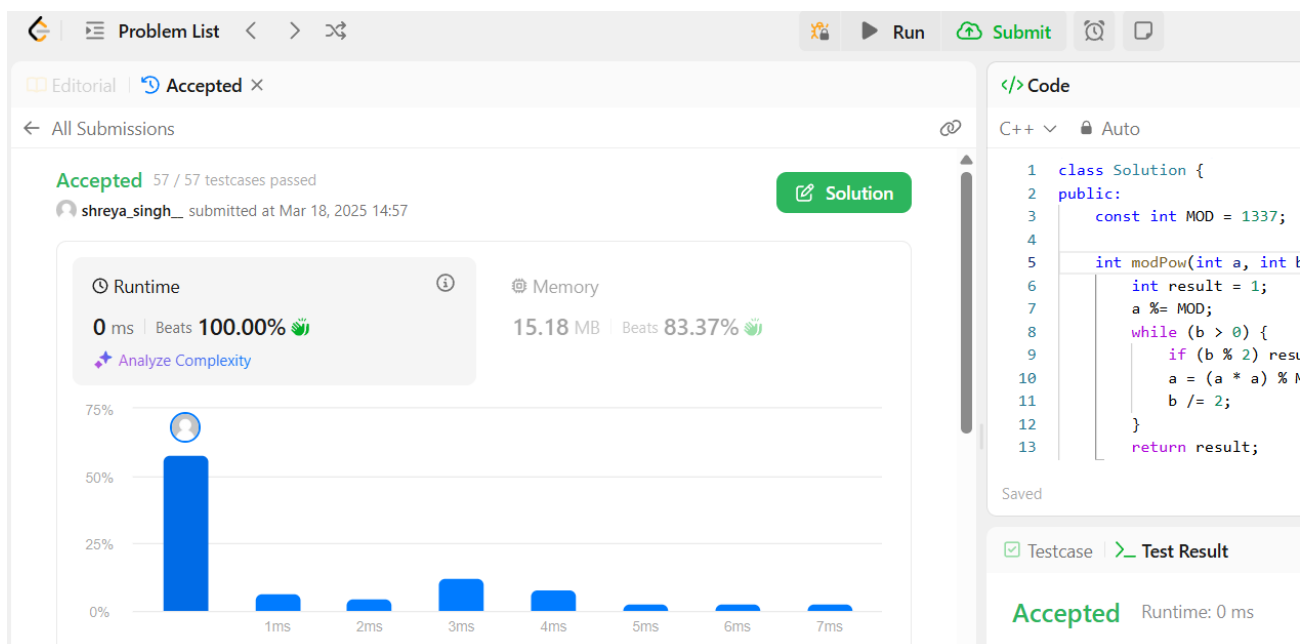 Problem List
Run
Submit
Editorial
Accepted
All Submissions
Accepted 57 / 57 testcases passed
shreya_singh__ submitted at Mar 18, 2025 14:57
Solution
Runtime
0 ms Beats 100.00%
Analyze Complexity
Memory
15.18 MB Beats 83.37%
75%
50%
25%
0%
1ms 2ms 3ms 4ms 5ms 6ms 7ms
</> Code
C++ Auto
1 class Solution {
2 public:
3 const int MOD = 1337;
4
5 int modPow(int a, int b
6 int result = 1;
7 a %= MOD;
8 while (b > 0) {
9 if (b % 2) resu
10 a = (a * a) % M
11 b /= 2;
12 }
13 return result;
Saved
Testcase
Test Result
Accepted Runtime: 0 ms